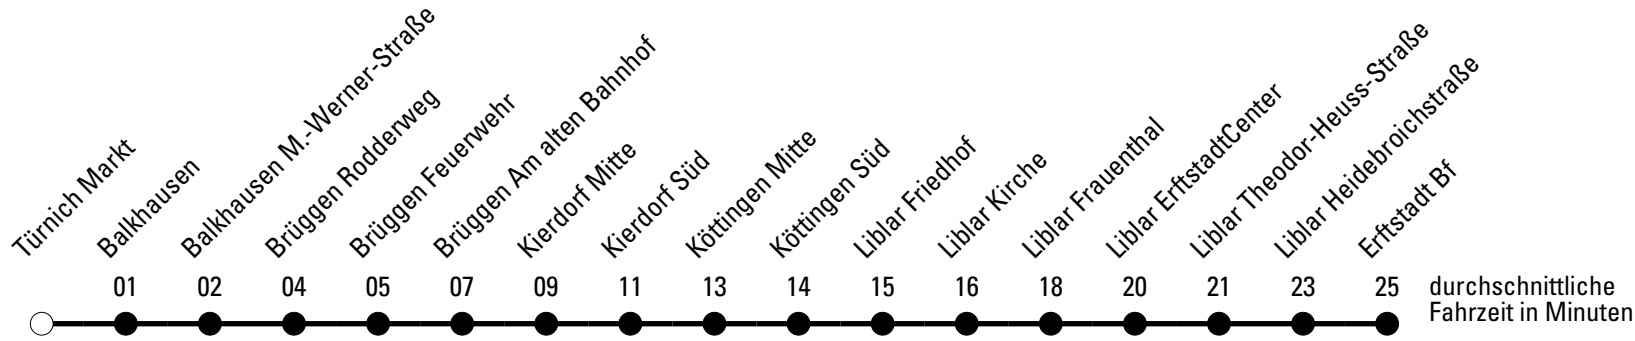 Türnich Markt
Balkhausen
Balkhausen M.-Werner-Straße
Brüggen Rodderweg
Brüggen Feuerwehr
Brüggen Am alten Bahnhof
Kierdorf Mitte
Kierdorf Süd
Köttingen Mitte
Köttingen Süd
Liblar Friedhof
Liblar Kirche
Liblar Frauenthal
Liblar ErftstadtCenter
Liblar Theodor-Heuss-Straße
Liblar Heidebroichstraße
Erftstadt Bf
01 02 04 05 07 09 11 13 14 15 16 18 20 21 23 25
durchschnittliche
Fahrzeit in Minuten